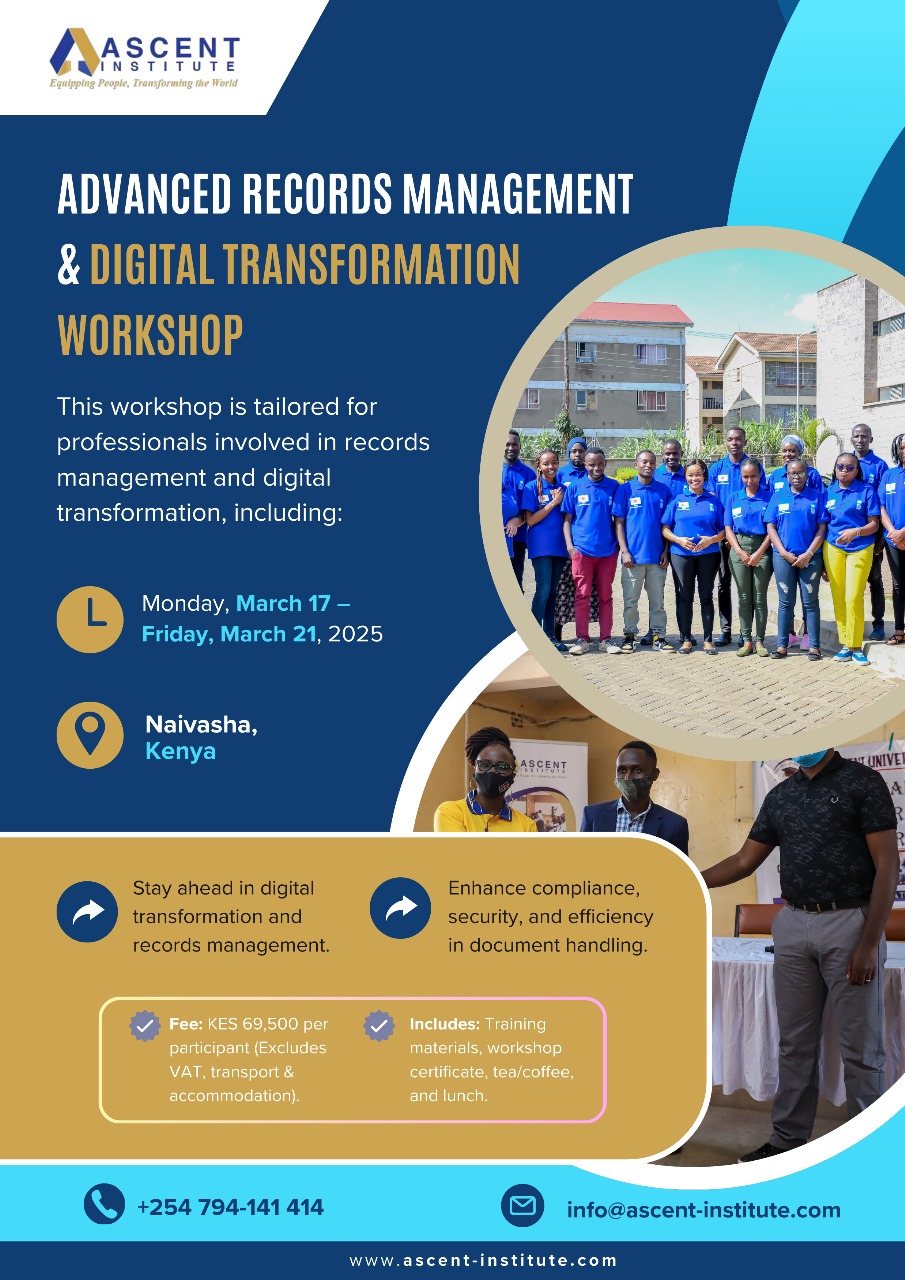 ASCENT
INSTITUTE
Equipping People, Transforming the World
ADVANCED RECORDS MANAGEMENT
& DIGITAL TRANSFORMATION
WORKSHOP
This workshop is tailored for
professionals involved in records
management and digital
transformation, including:
Monday, March 17 –
Friday, March 21, 2025
Naivasha,
Kenya
ASCENT
INSTITUTE
Stay ahead in digital
transformation and
records management.
Enhance compliance,
security, and efficiency
in document handling.
Fee: KES 69,500 per
participant (Excludes
VAT, transport &
accommodation).
Includes: Training
materials, workshop
certificate, tea/coffee,
and lunch.
+254 794-141 414
info@ascent-institute.com
www.ascent-institute.com